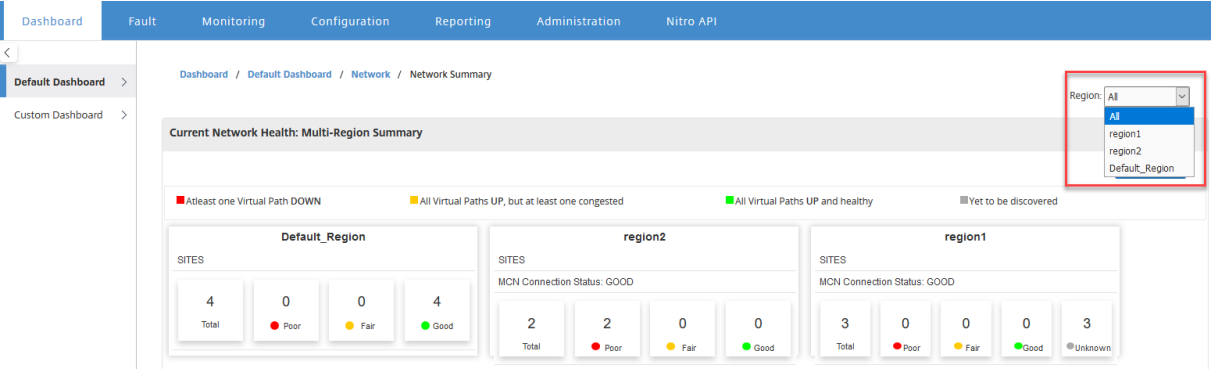 Dashboard Fault Monitoring Configuration Reporting Administration Nitro API
Default Dashboard
Custom Dashboard
Dashboard / Default Dashboard / Network / Network Summary
Region: All
All
region1
region2
Default_Region
Current Network Health: Multi-Region Summary
Atleast one Virtual Path DOWN All Virtual Paths UP, but at least one congested All Virtual Paths UP and healthy Yet to be discovered
Default_Region
SITES
4 0 0 4
Total Poor Fair Good
region2
SITES
MCN Connection Status: GOOD
2 2 0 0
Total Poor Fair Good
region1
SITES
MCN Connection Status: GOOD
3 0 0 0 3
Total Poor Fair Good Unknown